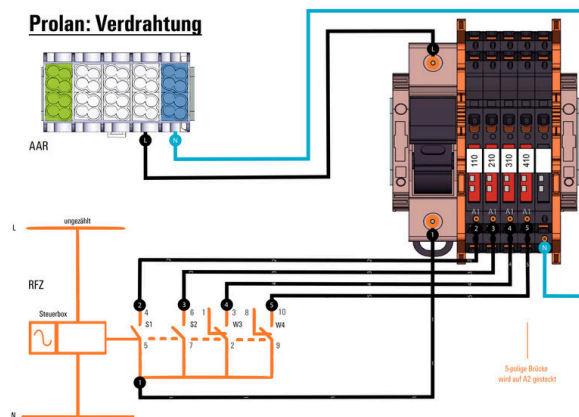 Prolan: Verdrahtung
AAR
L
N
L
110
210
310
410
A1
A1
A1
A1
2
3
4
5
1
N
L
ungezählt
RFZ
Steuerbox
2
4
S1
5
3
6
S2
7
4
1
3
W3
2
5
8
10
W4
9
1
N
5-polige Brücke
wird auf A2 gesteckt